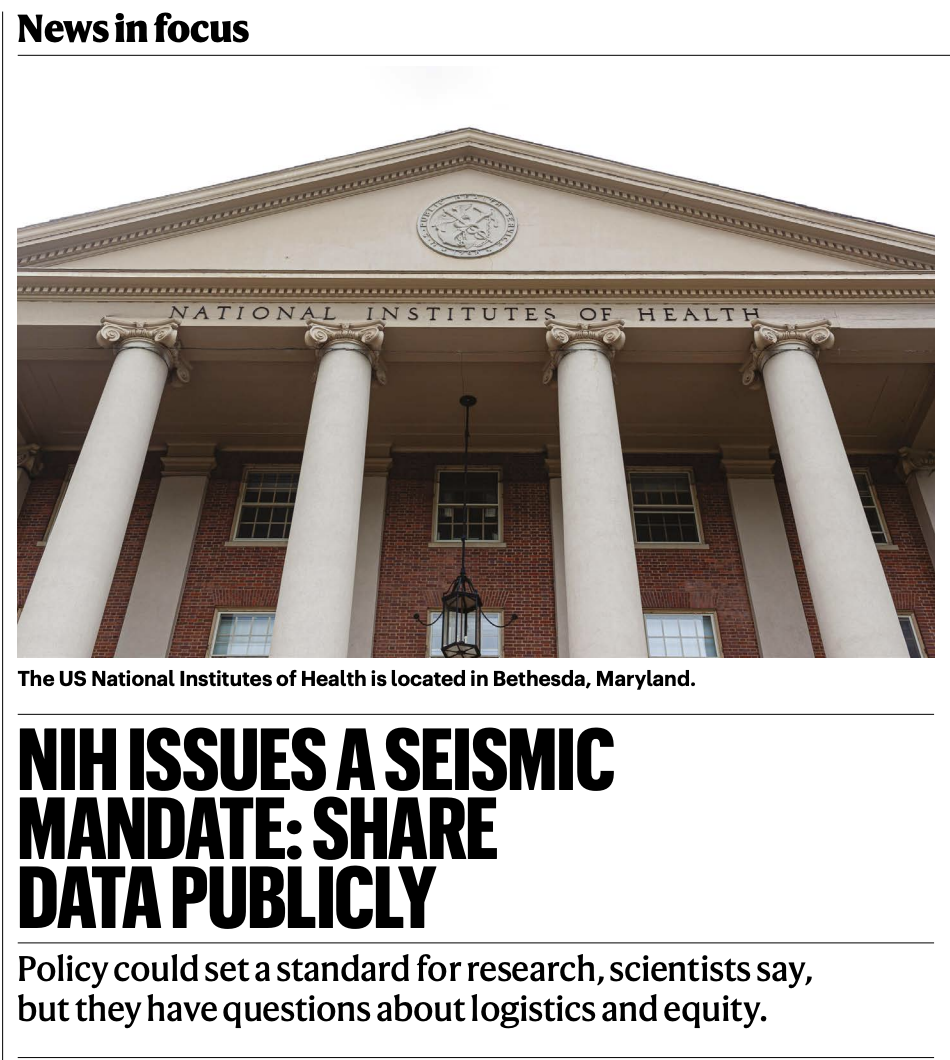 News in focus
PUBLIC
SERVICE
NATIONAL INSTITUTES OF HEALTH
The US National Institutes of Health is located in Bethesda, Maryland.
NIH ISSUES A SEISMIC
MANDATE: SHARE
DATA PUBLICLY
Policy could set a standard for research, scientists say,
but they have questions about logistics and equity.